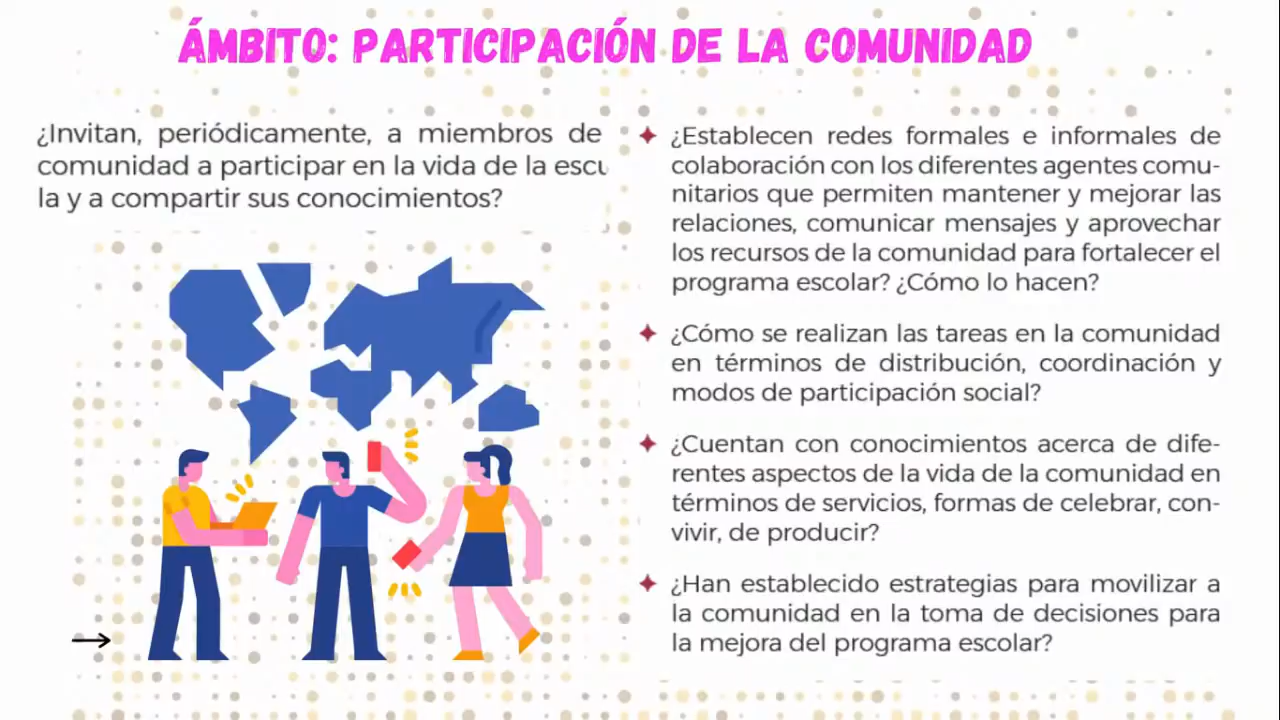 ÁMBITO: PARTICIPACIÓN DE LA COMUNIDAD
¿Invitan, periódicamente, a miembros de
comunidad a participar en la vida de la escu
la y a compartir sus conocimientos?
¿Establecen redes formales e informales de
colaboración con los diferentes agentes comu-
nitarios que permiten mantener y mejorar las
relaciones, comunicar mensajes y aprovechar
los recursos de la comunidad para fortalecer el
programa escolar? ¿Cómo lo hacen?
¿Cómo se realizan las tareas en la comunidad
en términos de distribución, coordinación y
modos de participación social?
¿Cuentan con conocimientos acerca de dife-
rentes aspectos de la vida de la comunidad en
términos de servicios, formas de celebrar, con-
vivir, de producir?
¿Han establecido estrategias para movilizar a
la comunidad en la toma de decisiones para
la mejora del programa escolar?